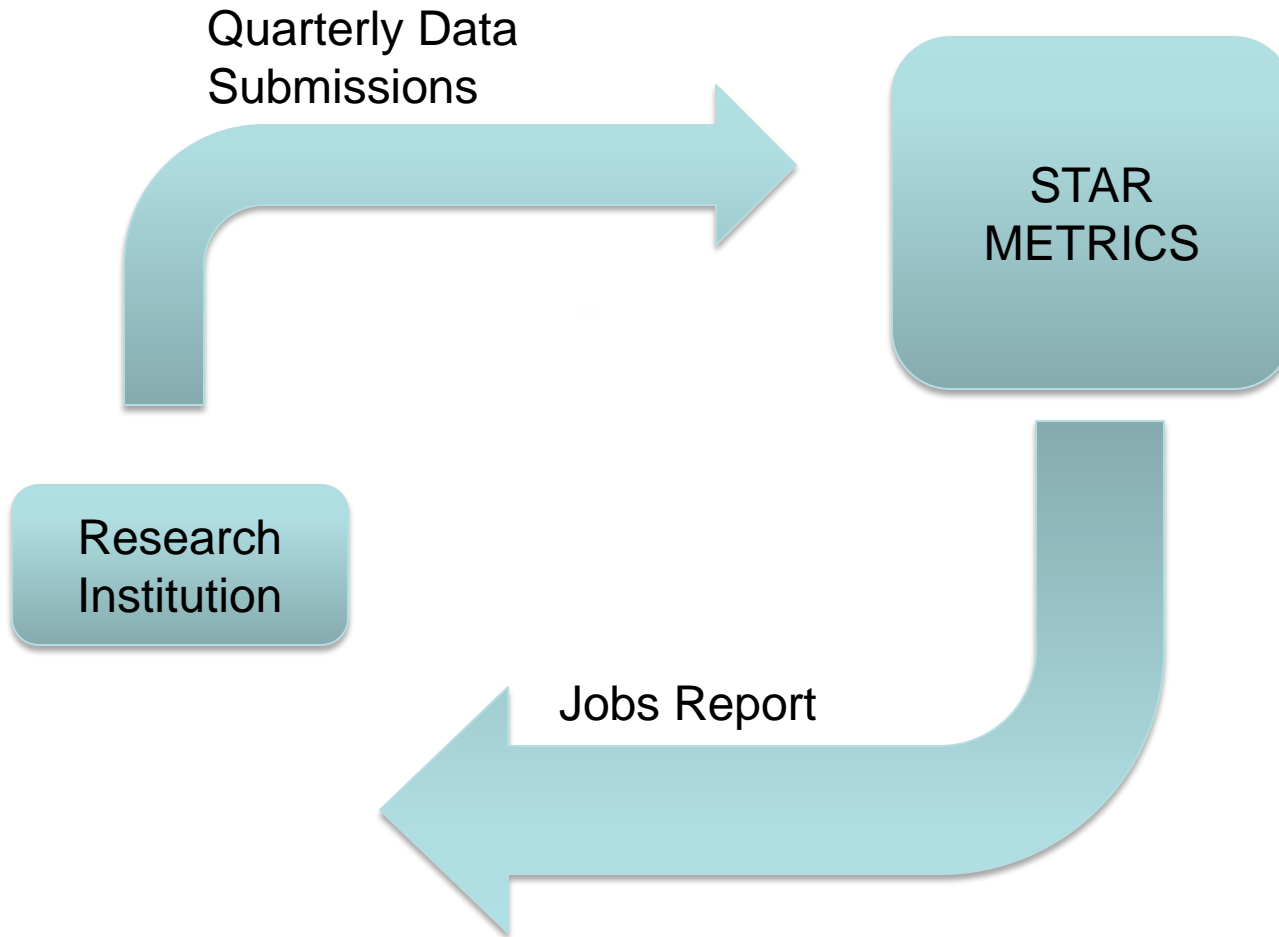 Quarterly Data
Submissions
STAR
METRICS
Research
Institution
Jobs Report